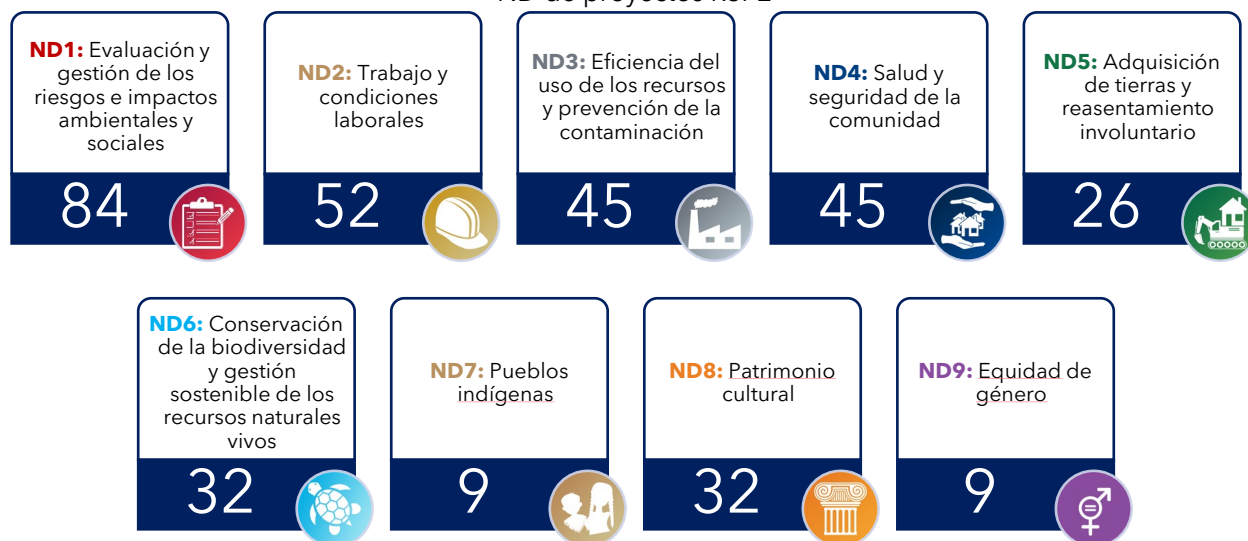 ND1: Evaluación y
gestión de los
riesgos e impactos
ambientales y
sociales
84
ND2: Trabajo y
condiciones
laborales
52
ND3: Eficiencia del
uso de los recursos
y prevención de la
contaminación
45
ND4: Salud y
seguridad de la
comunidad
45
ND5: Adquisición
de tierras y
reasentamiento
involuntario
26
ND6: Conservación
de la biodiversidad
y gestión
sostenible de los
recursos naturales
vivos
32
ND7: Pueblos
indígenas
9
ND8: Patrimonio
cultural
32
ND9: Equidad de
género
9